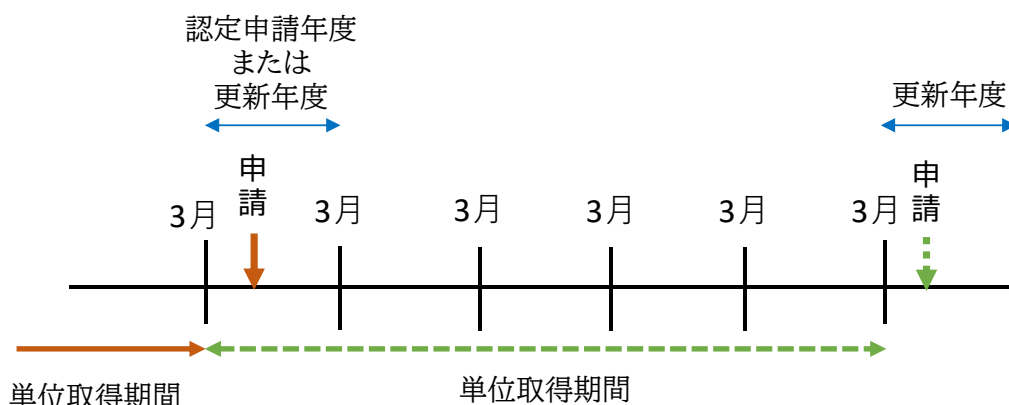 認定申請年度
または
更新年度
更新年度
申請
申請
3月
3月
3月
3月
3月
3月
単位取得期間
単位取得期間